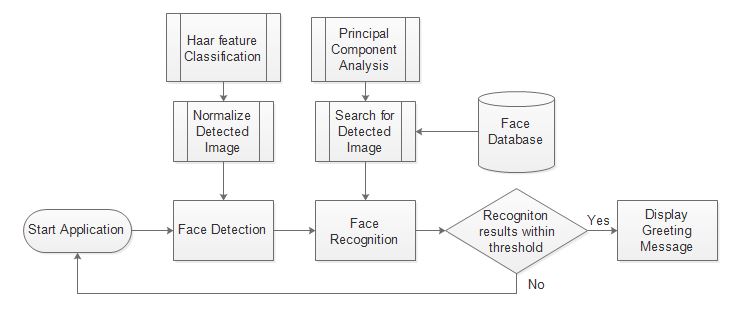 Haar feature
Classification
Principal
Component
Analysis
Normalize
Detected
Image
Search for
Detected
Image
Face
Database
Start Application
Face Detection
Face
Recognition
Recogniton
results within
threshold
Yes
Display
Greeting
Message
No